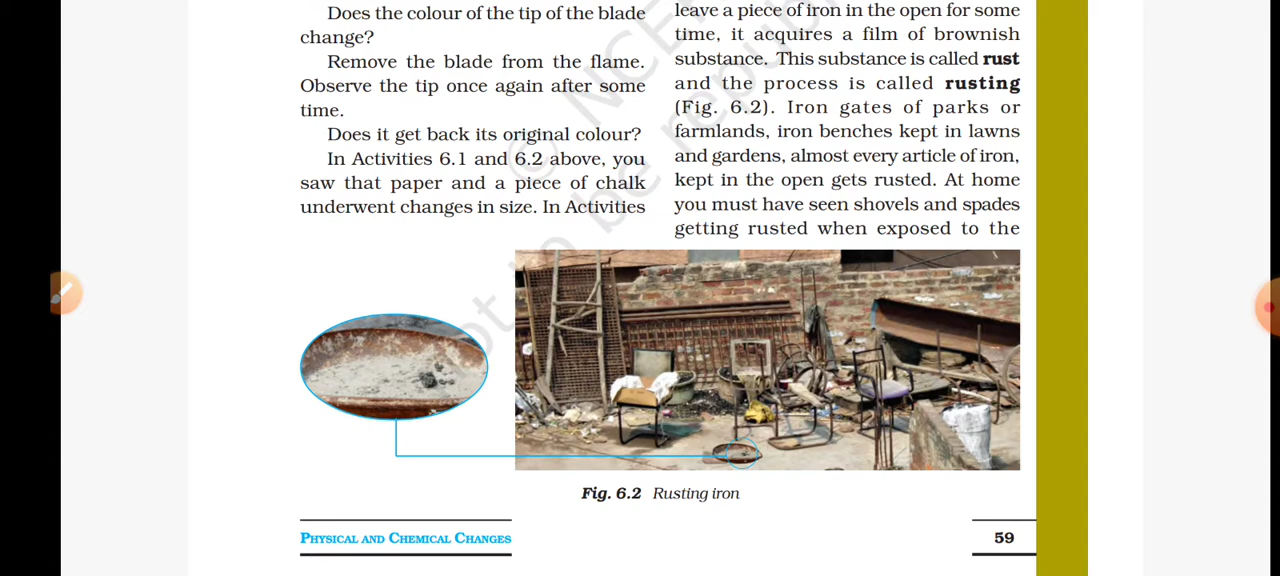 Does the colour of the tip of the blade
change?
Remove the blade from the flame.
Observe the tip once again after some
time.
Does it get back its original colour?
In Activities 6.1 and 6.2 above, you
saw that paper and a piece of chalk
underwent changes in size. In Activities
leave a piece of iron in the open for some
time, it acquires a film of brownish
substance. This substance is called rust
and the process is called rusting
(Fig. 6.2). Iron gates of parks or
farmlands, iron benches kept in lawns
and gardens, almost every article of iron,
kept in the open gets rusted. At home
you must have seen shovels and spades
getting rusted when exposed to the
Fig. 6.2 Rusting iron
PHYSICAL AND CHEMICAL CHANGES
59